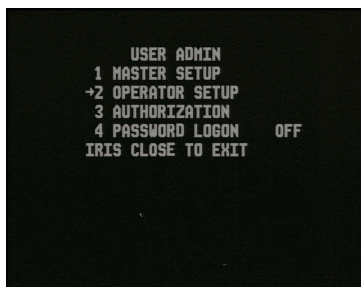 USER ADMIN
1 MASTER SETUP
→2 OPERATOR SETUP
3 AUTHORIZATION
4 PASSWORD LOGON OFF
IRIS CLOSE TO EXIT